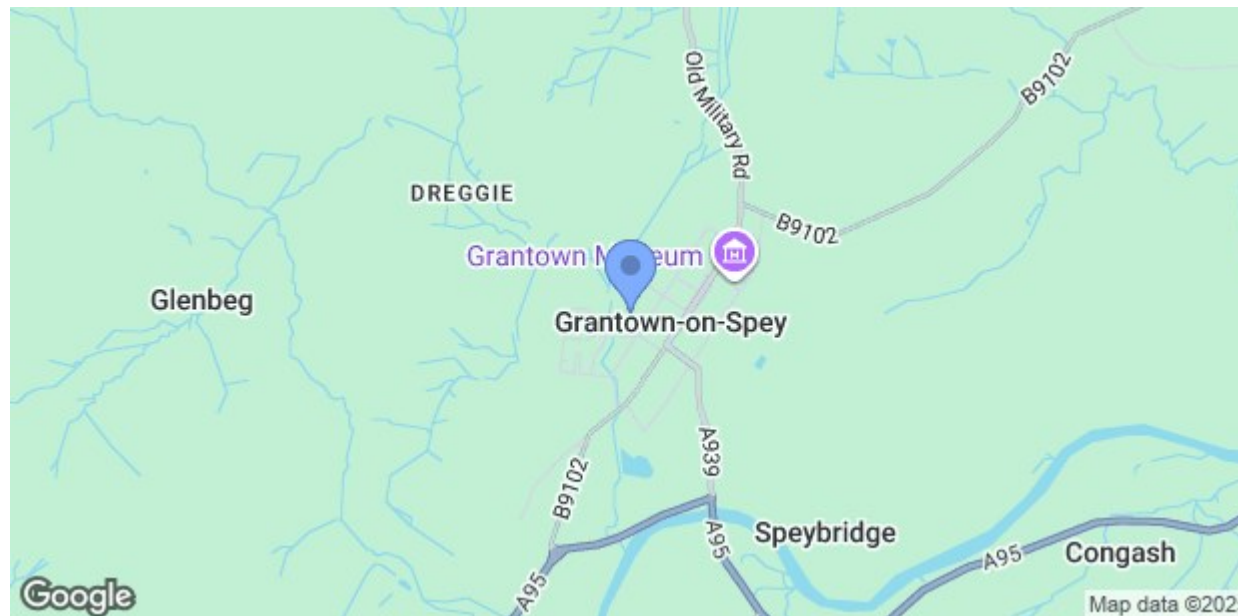 Old Military Rd
B9102
DREGGIE
B9102
Grantown Museum
Glenbeg
Grantown-on-Spey
A939
B9102
Speybridge
A95
A95
Congash
A95
Google
Map data ©202